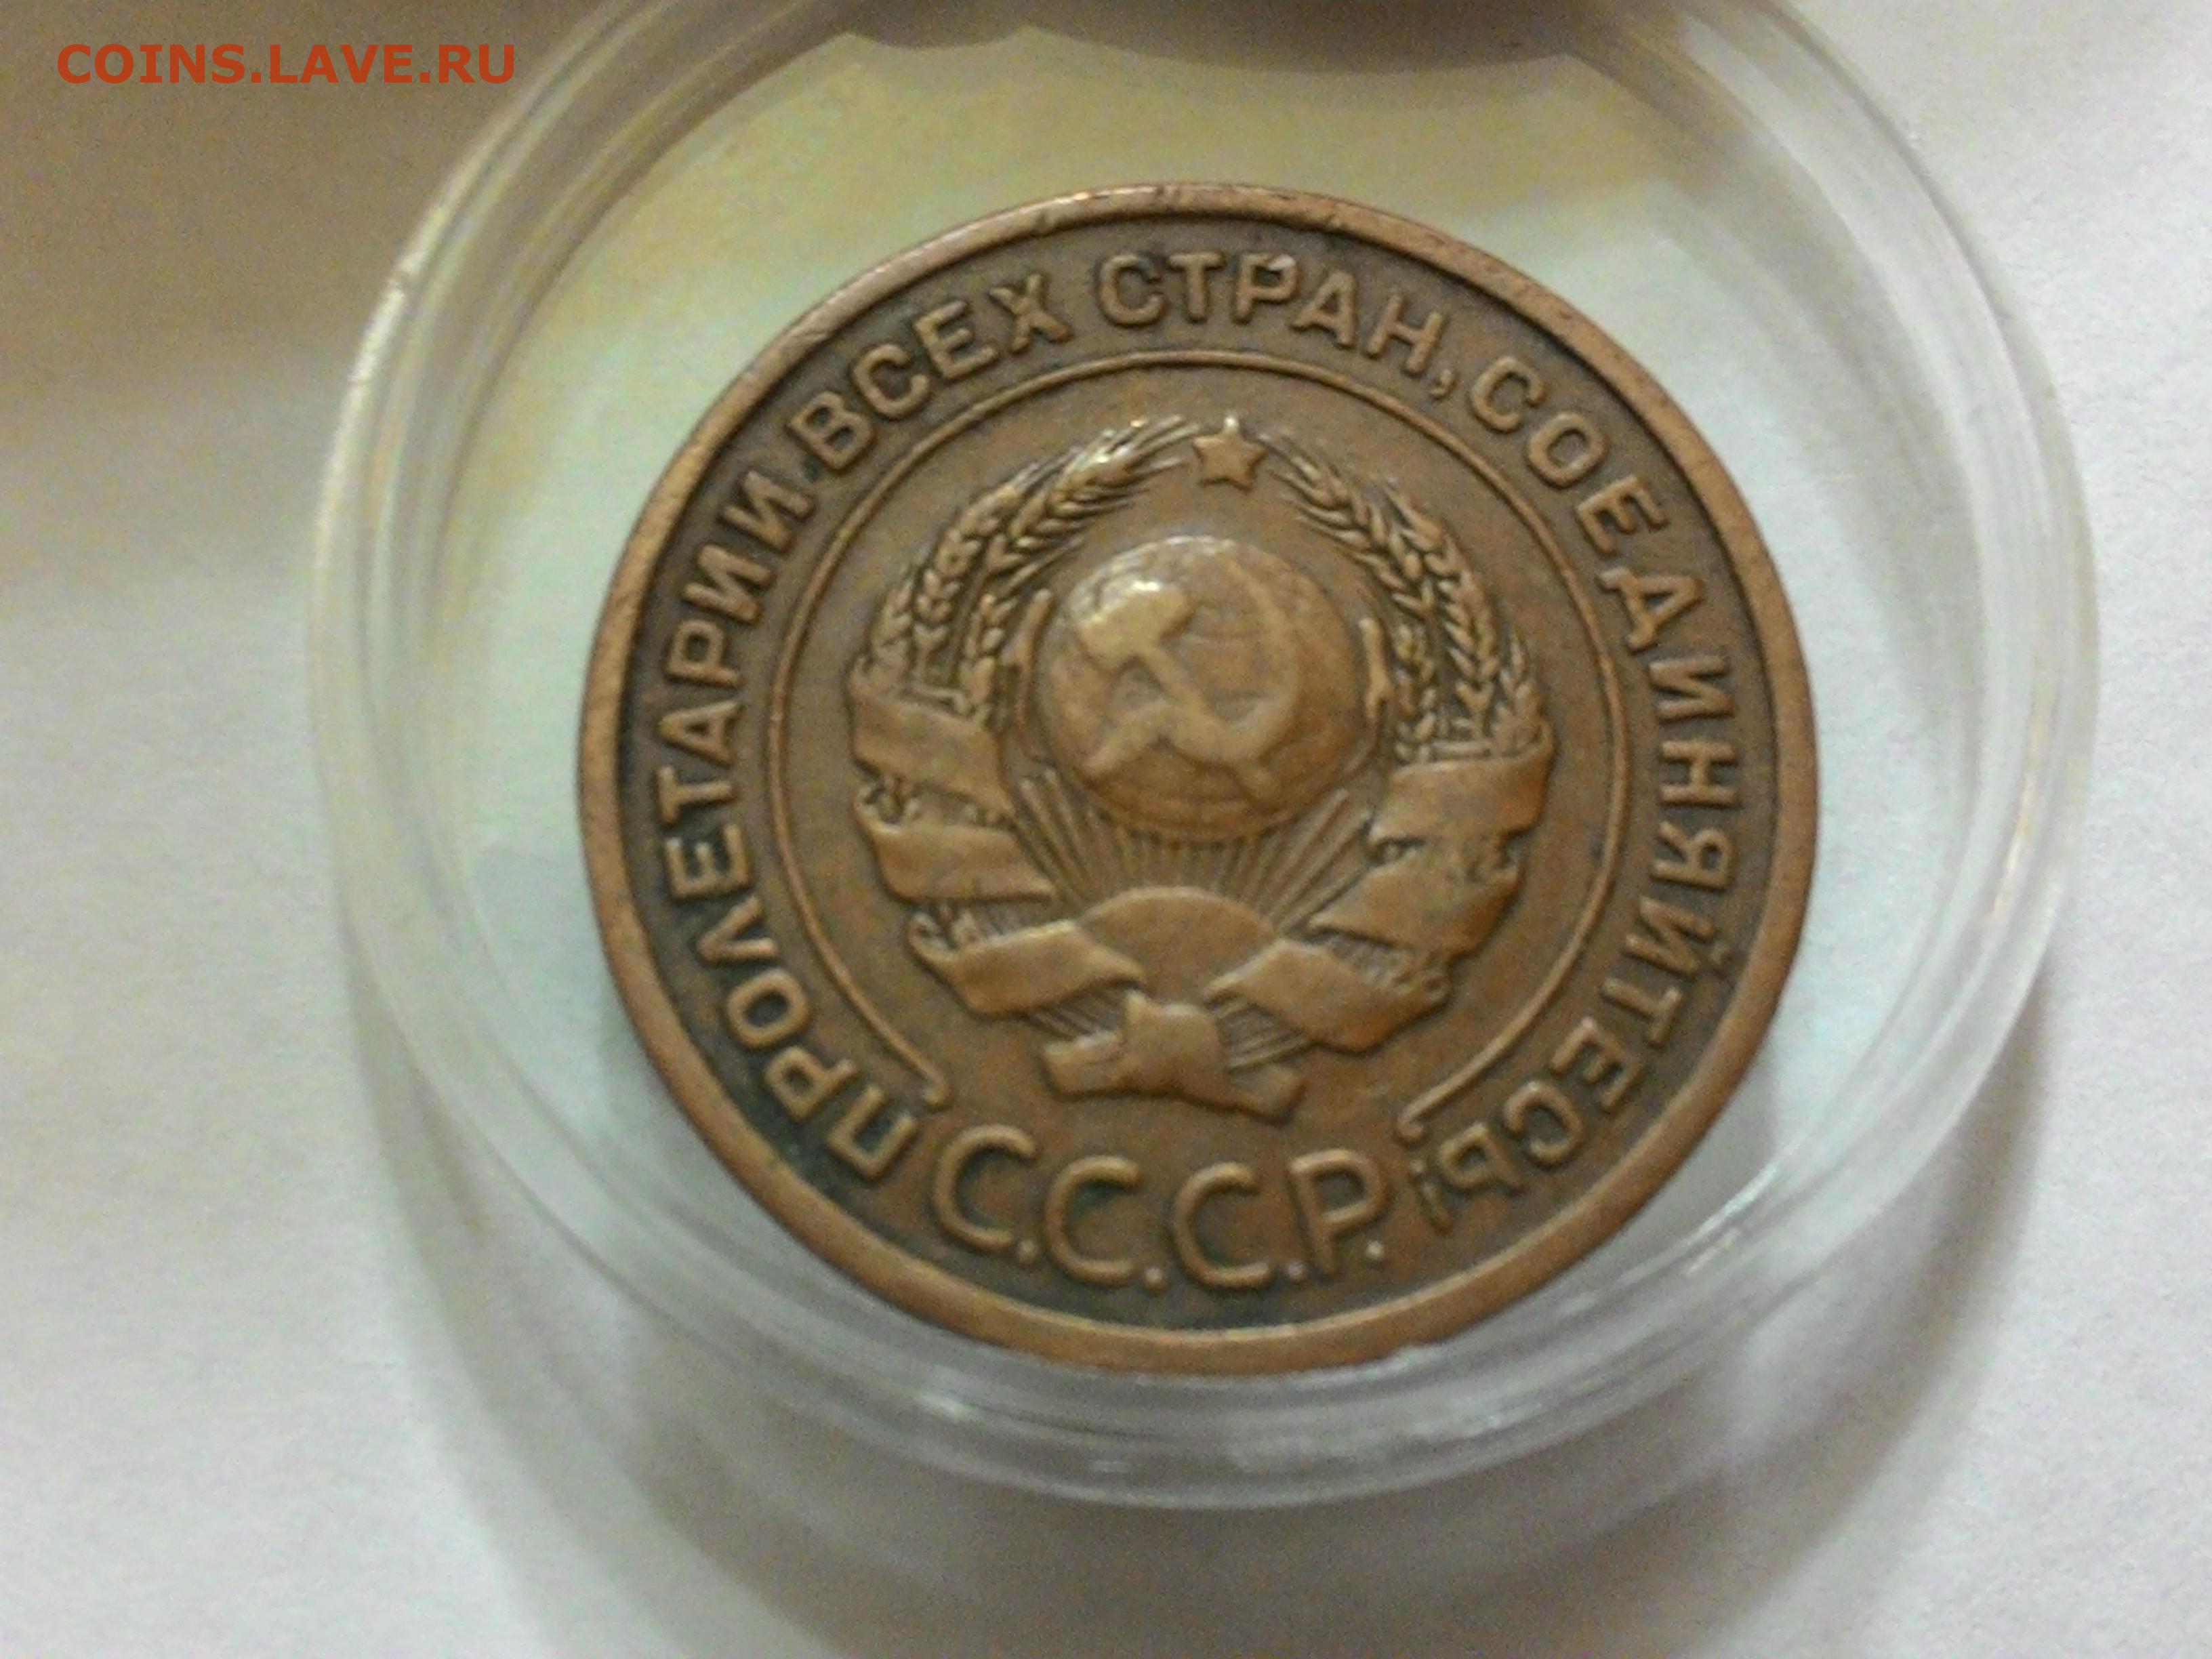 COINS.LAVE.RU
ПРОЛЕТАРИИ ВСЕХ СТРАН, СОЕДИНЯЙТЕСЬ!
С.С.С.Р.